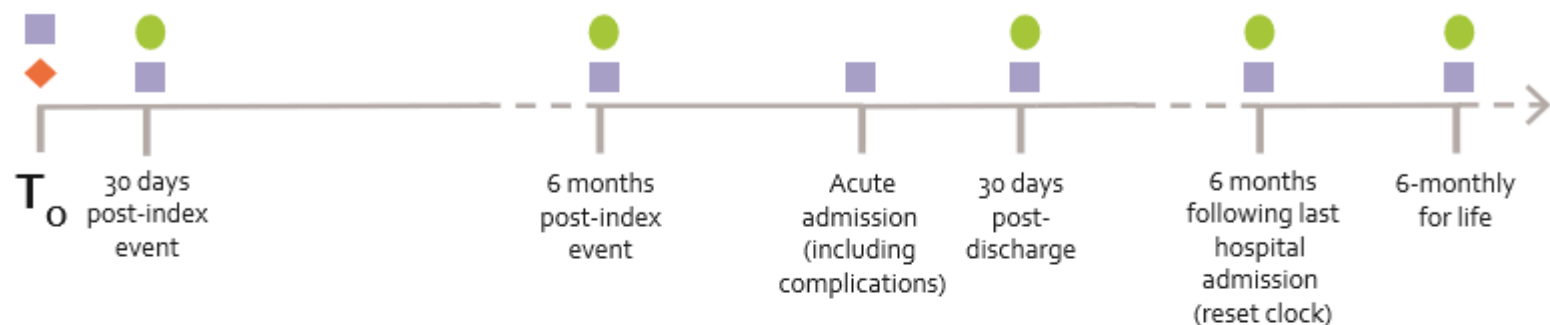 T0
30 days
post-index
event
6 months
post-index
event
Acute
admission
(including
complications)
30 days
post-
discharge
6 months
following last
hospital
admission
(reset clock)
6-monthly
for life